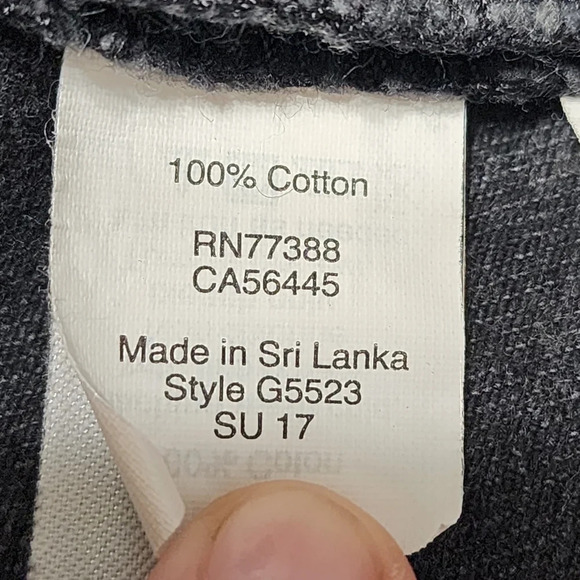 100% Cotton
RN77388
CA56445
Made in Sri Lanka
Style G5523
SU 17